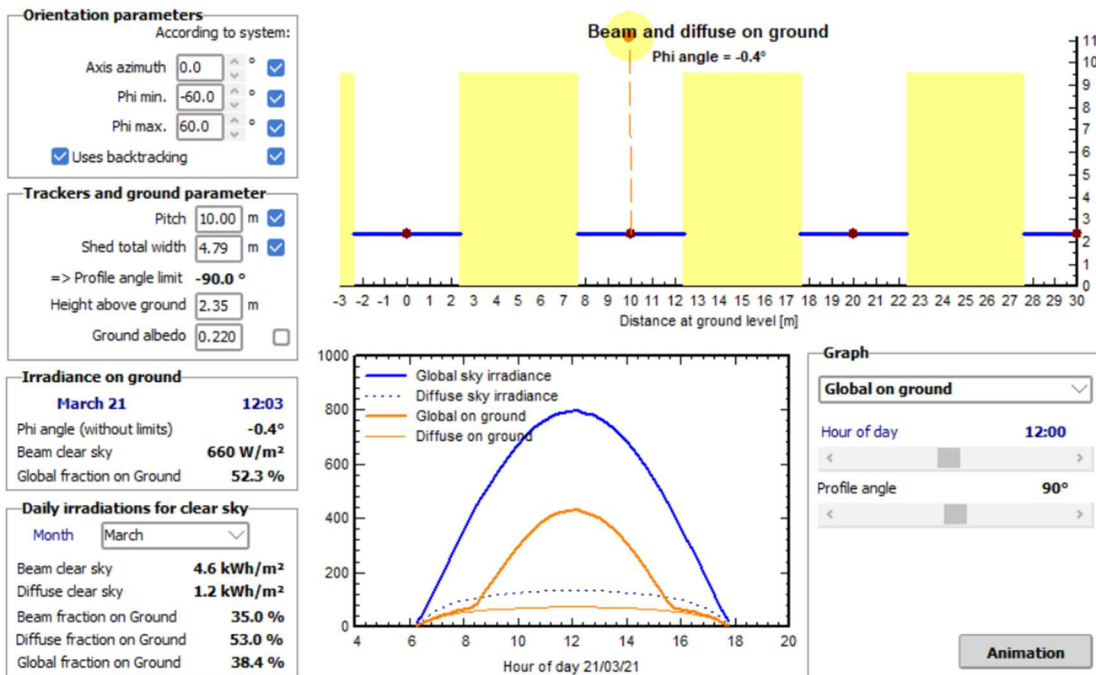 Orientation parameters
According to system:
Axis azimuth 0.0 °
Phi min. -60.0 °
Phi max. 60.0 °
Uses backtracking
Trackers and ground parameter
Pitch 10.00 m
Shed total width 4.79 m
=> Profile angle limit -90.0 °
Height above ground 2.35 m
Ground albedo 0.220
Irradiance on ground
March 21 12:03
Phi angle (without limits) -0.4°
Beam clear sky 660 W/m²
Global fraction on Ground 52.3 %
Daily irradiations for clear sky
Month March
Beam clear sky 4.6 kWh/m²
Diffuse clear sky 1.2 kWh/m²
Beam fraction on Ground 35.0 %
Diffuse fraction on Ground 53.0 %
Global fraction on Ground 38.4 %
Beam and diffuse on ground
Phi angle = -0.4°
11
10
9
8
7
6
5
4
3
2
1
0
-3 -2 -1 0 1 2 3 4 5 6 7 8 9 10 11 12 13 14 15 16 17 18 19 20 21 22 23 24 25 26 27 28 29 30
Distance at ground level [m]
1000
800
600
400
200
0
Global sky irradiance
Diffuse sky irradiance
Global on ground
Diffuse on ground
4 6 8 10 12 14 16 18 20
Hour of day 21/03/21
Graph
Global on ground
Hour of day 12:00
Profile angle 90°
Animation